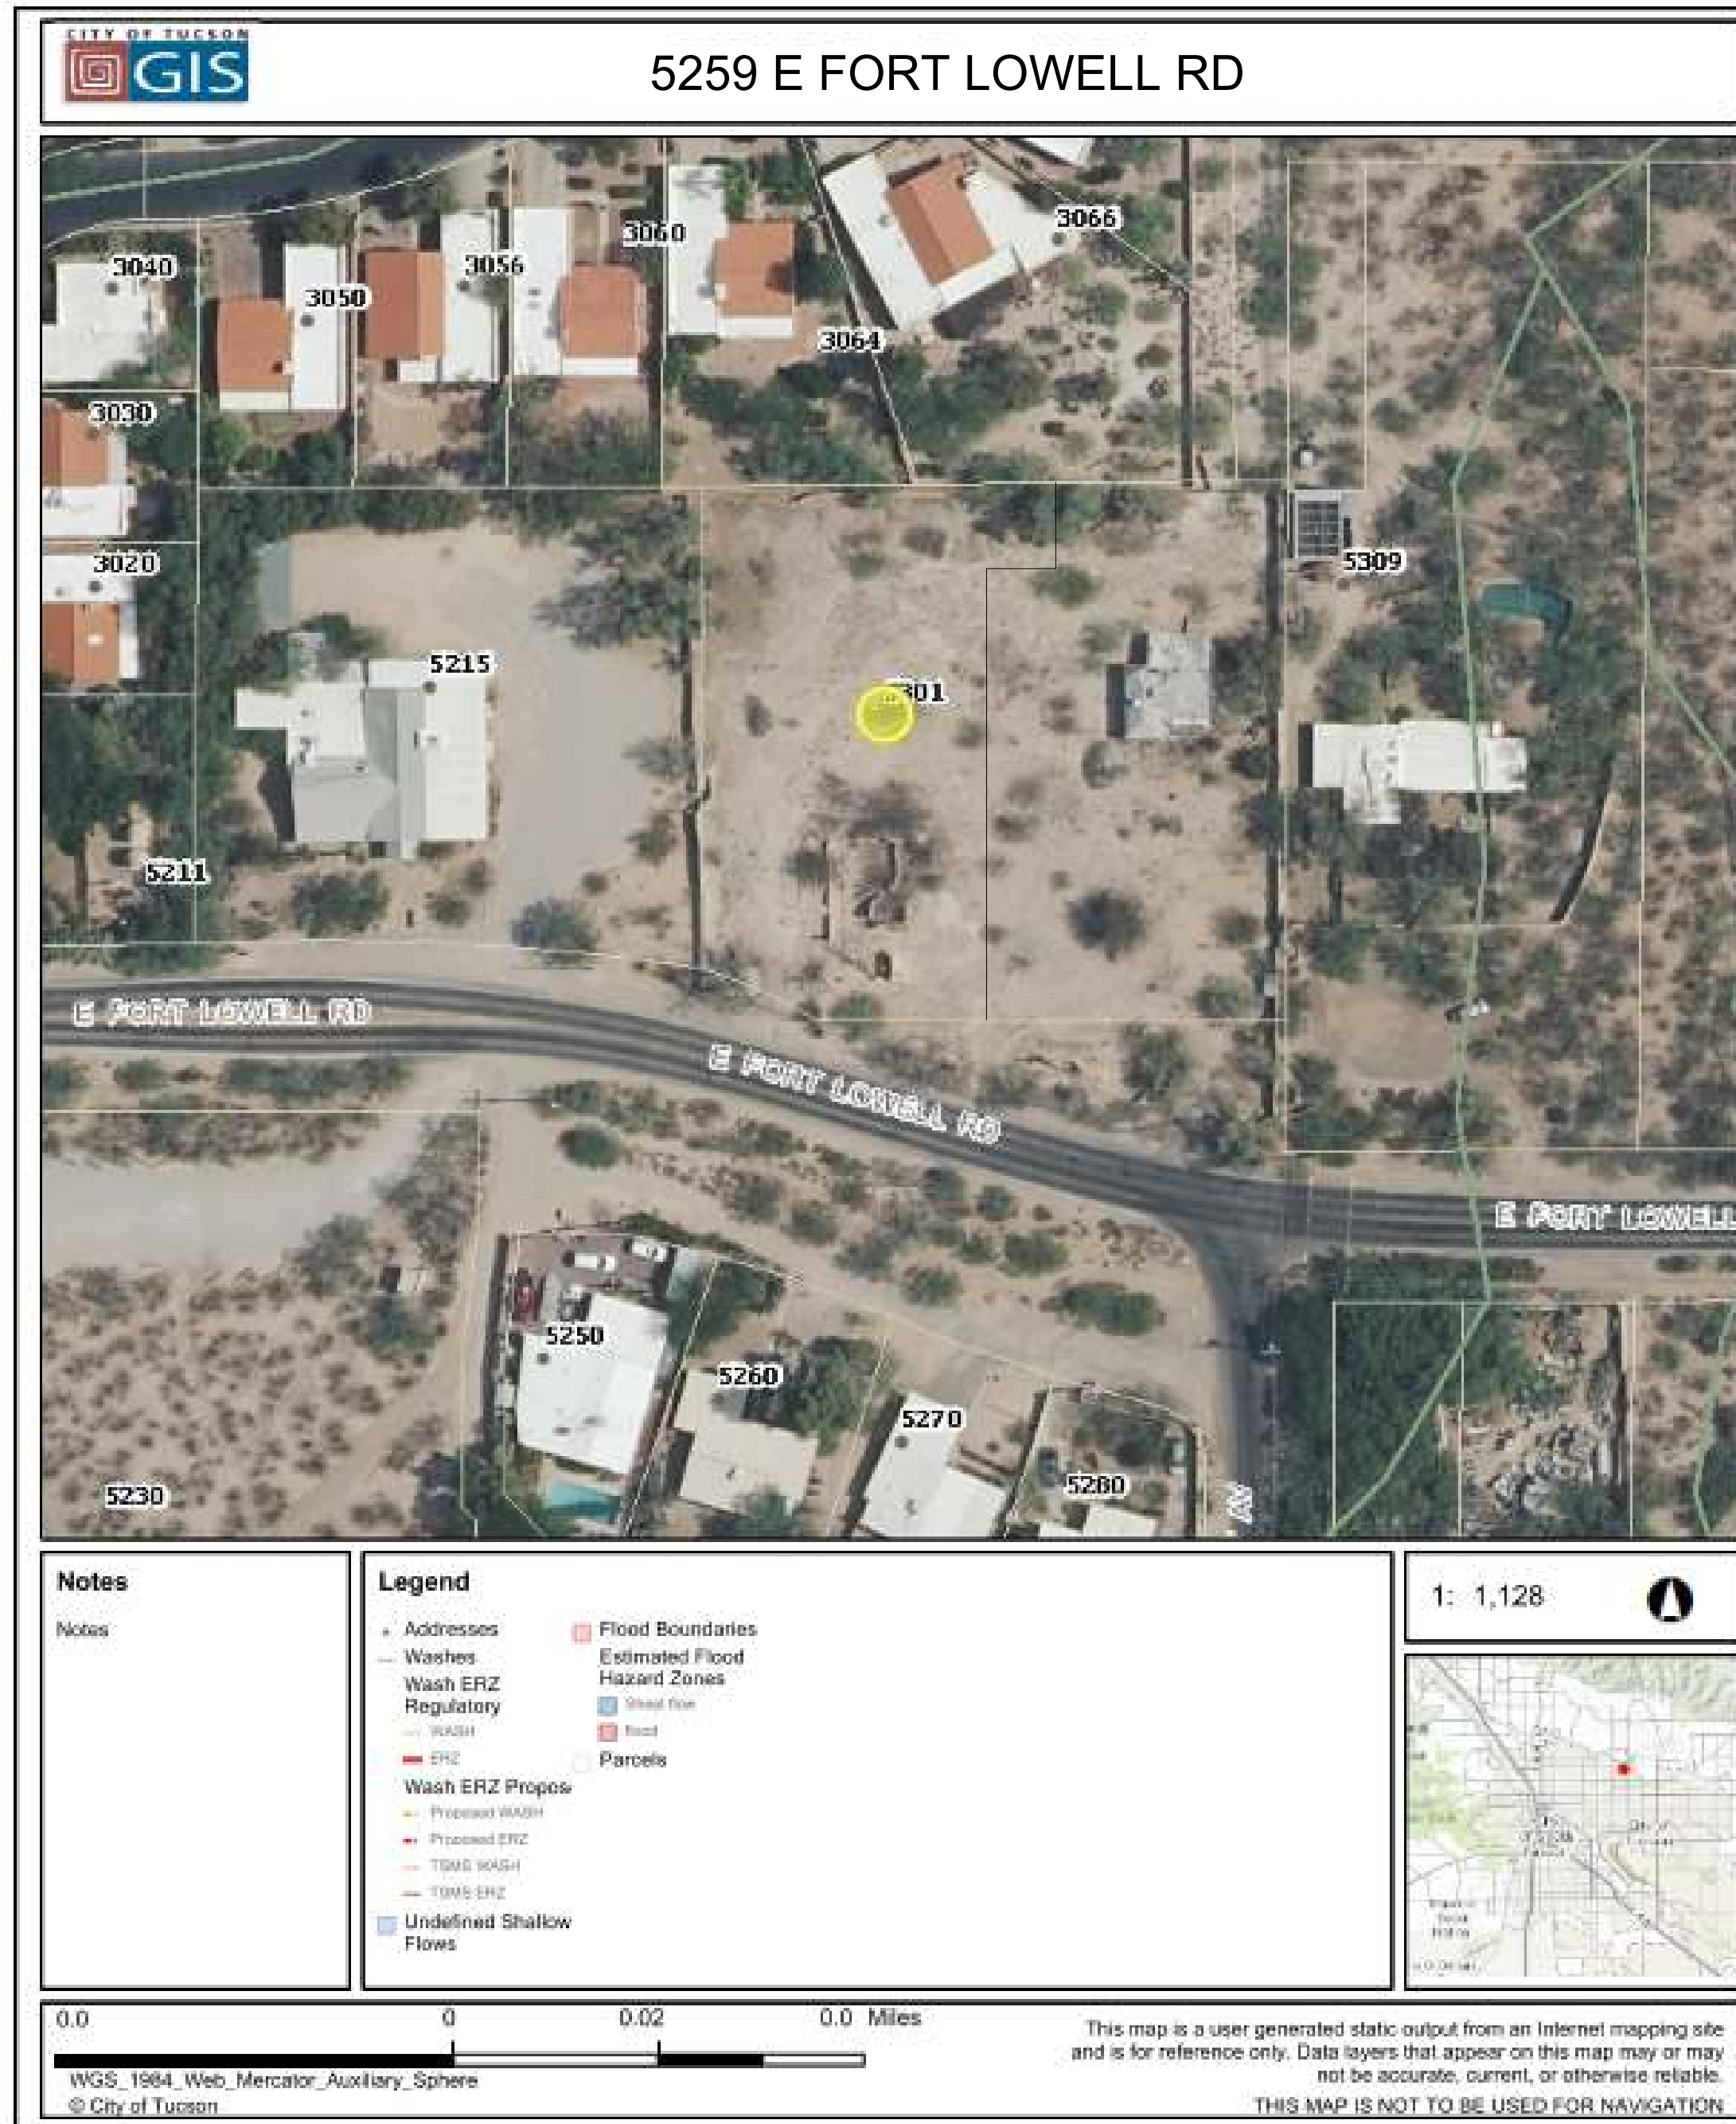 CITY OF TUCSON
GIS
5259 E FORT LOWELL RD
3040
3050
3056
3060
3066
3064
3030
3020
5309
5215
301
5211
E FORT LOWELL RD
E FORT LOWELL RD
E FORT LOWELL
5250
5260
5270
5280
5230
AV
Notes
Notes
Legend
Addresses
Washes
Wash ERZ
Regulatory
WASH
ERZ
Wash ERZ Propos
Proposed WASH
Proposed ERZ
TSMS WASH
TSMS ERZ
Undefined Shallow
Flows
Flood Boundaries
Estimated Flood
Hazard Zones
Sheet flow
flood
Parcels
1: 1,128
0.0 0 0.02 0.0 Miles
WGS_1984_Web_Mercator_Auxiliary_Sphere
© City of Tucson
This map is a user generated static output from an Internet mapping site
and is for reference only. Data layers that appear on this map may or may
not be accurate, current, or otherwise reliable.
THIS MAP IS NOT TO BE USED FOR NAVIGATION